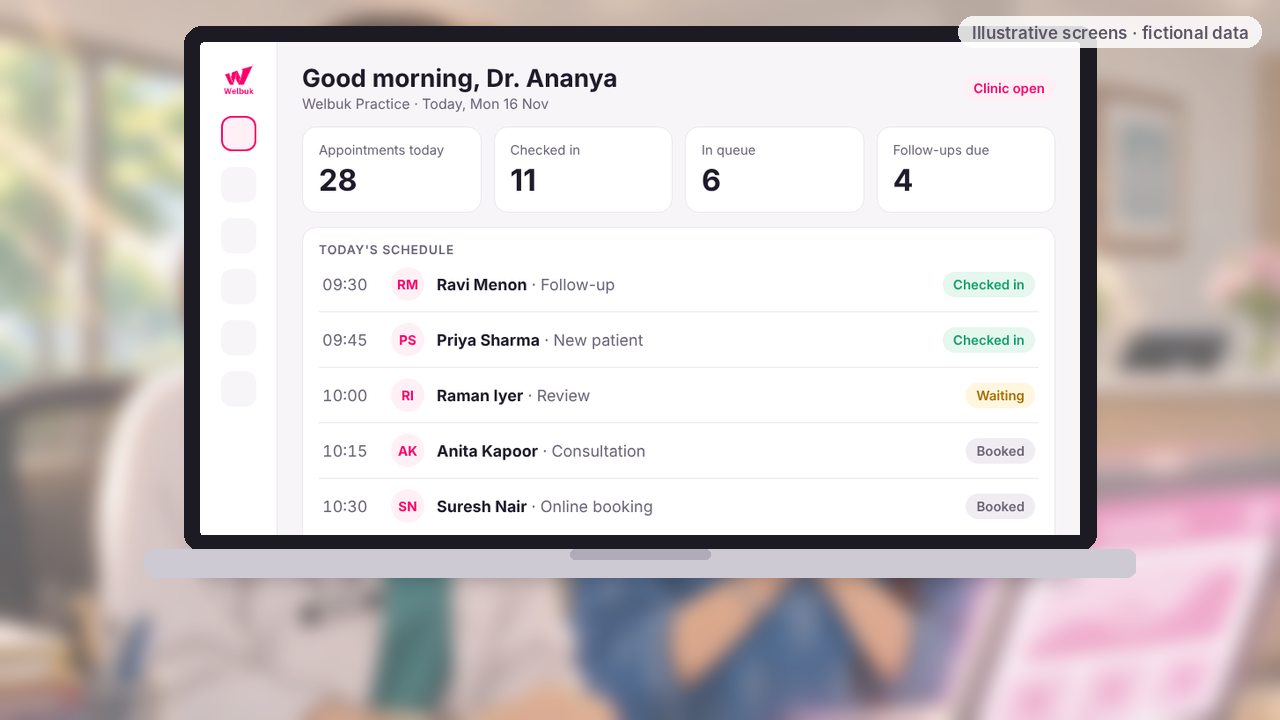 Illustrative screens · fictional data
Welbuk
Good morning, Dr. Ananya
Welbuk Practice · Today, Mon 16 Nov
Clinic open
Appointments today
28
Checked in
11
In queue
6
Follow-ups due
4
TODAY'S SCHEDULE
09:30 RM Ravi Menon · Follow-up Checked in
09:45 PS Priya Sharma · New patient Checked in
10:00 RI Raman Iyer · Review Waiting
10:15 AK Anita Kapoor · Consultation Booked
10:30 SN Suresh Nair · Online booking Booked